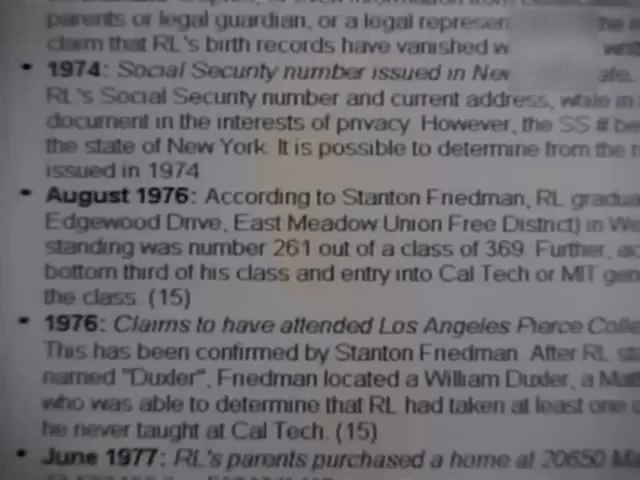 parents or legal guardian, or a legal
claim that RL's birth records have vanished
• 1974: Social Security number issued in
RL's Social Security number and current address, while in
document in the interests of privacy. However, the SS #
the state of New York. It is possible to determine from the
issued in 1974
• August 1976: According to Stanton Friedman, RL
Edgewood Drive, East Meadow Union Free District) in
standing was number 261 out of a class of 369. Further,
bottom third of his class and entry into Cal Tech or MIT
the class. (15)
• 1976: Claims to have attended Los Angeles Pierce
This has been confirmed by Stanton Friedman. After RL
named "Duxler", Friedman located a William Duxler, a
who was able to determine that RL had taken at least one
he never taught at Cal Tech. (15)
• June 1977: RL's parents purchased a home at 20650